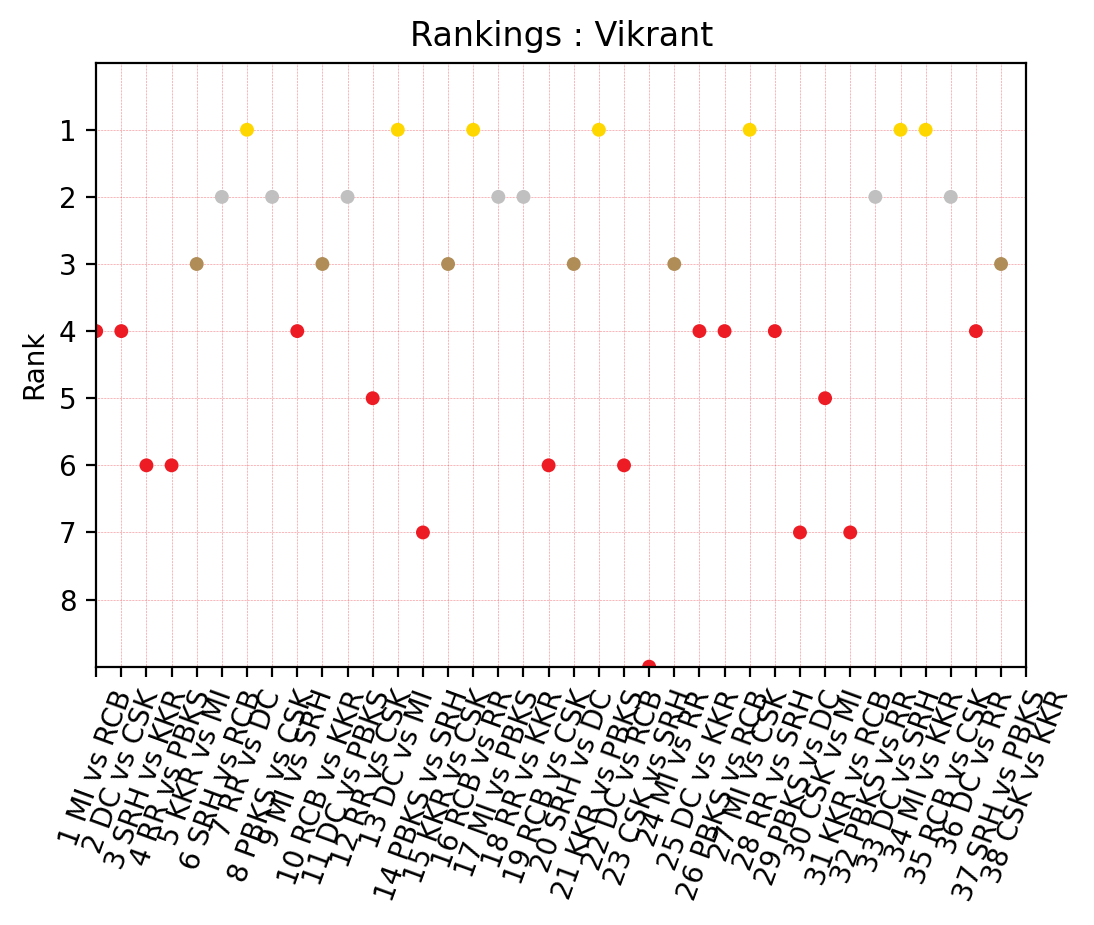 Rankings : Vikrant
Rank
1
2
3
4
5
6
7
8
1 MI vs RCB
2 DC vs CSK
3 SRH vs KKR
4 RR vs PBKS
5 KKR vs MI
6 SRH vs RCB
7 RR vs DC
8 PBKS vs CSK
9 MI vs SRH
10 RCB vs KKR
11 DC vs PBKS
12 RR vs CSK
13 DC vs MI
14 PBKS vs SRH
15 KKR vs CSK
16 RCB vs RR
17 MI vs PBKS
18 RR vs KKR
19 RCB vs CSK
20 SRH vs DC
21 KKR vs PBKS
22 DC vs RCB
23 CSK vs SRH
24 MI vs RR
25 DC vs KKR
26 PBKS vs RCB
27 MI vs CSK
28 RR vs SRH
29 PBKS vs DC
30 CSK vs MI
31 KKR vs RCB
32 PBKS vs RR
33 DC vs SRH
34 MI vs KKR
35 RCB vs CSK
36 DC vs RR
37 SRH vs PBKS
38 CSK vs KKR